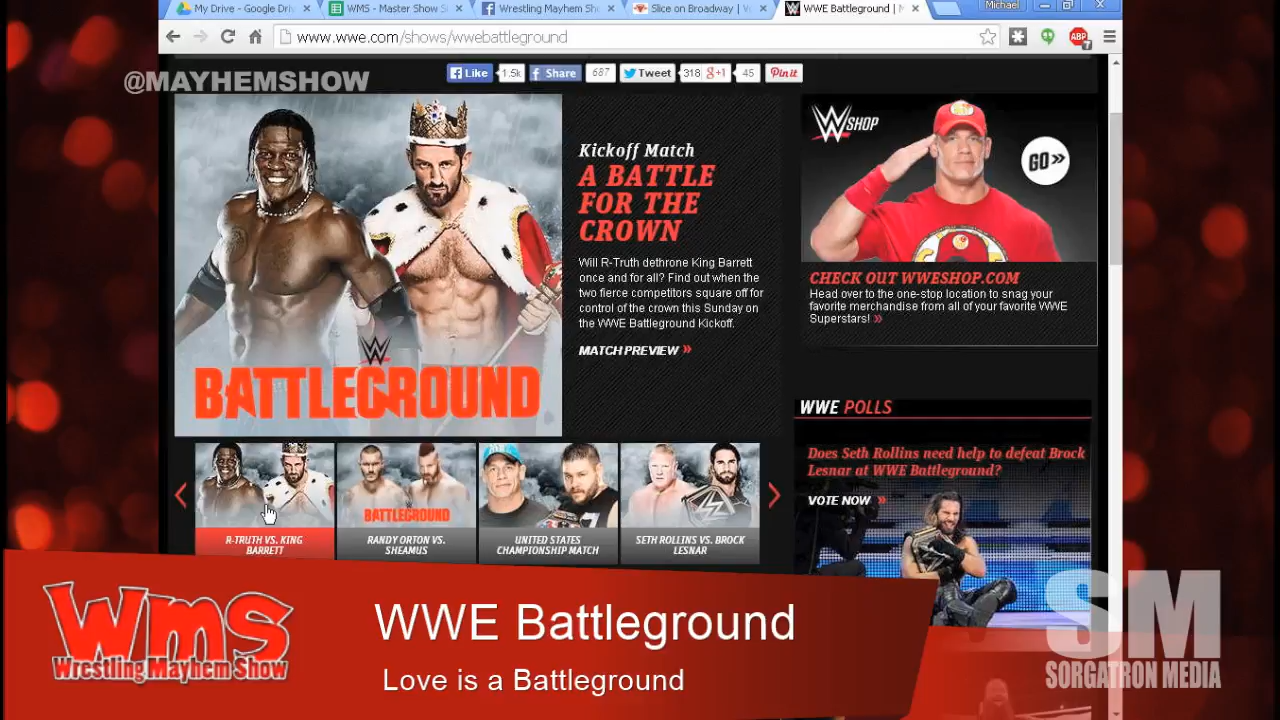 My Drive - Google Dri
WMS - Master Show S
Wrestling Mayhem Sh
Slice on Broadway | Y
WWE Battleground | M
Michael
www.wwe.com/shows/wwebattleground
ABP
7
@MAYHEMSHOW
Like 1.5k Share 687 Tweet 318 +1 45 Pin it
Kickoff Match
A BATTLE
FOR THE
CROWN
Will R-Truth dethrone King Barrett
once and for all? Find out when the
two fierce competitors square off for
control of the crown this Sunday on
the WWE Battleground Kickoff.
MATCH PREVIEW »
BATTLEGROUND
W SHOP
GO»
CHECK OUT WWESHOP.COM
Head over to the one-stop location to snag your
favorite merchandise from all of your favorite WWE
Superstars! »
WWE POLLS
Does Seth Rollins need help to defeat Brock
Lesnar at WWE Battleground?
VOTE NOW »
BATTLEGROUND
R-TRUTH VS. KING
BARRETT
RANDY ORTON VS.
SHEAMUS
UNITED STATES
CHAMPIONSHIP MATCH
SETH ROLLINS VS. BROCK
LESNAR
wms
Wrestling Mayhem Show
WWE Battleground
Love is a Battleground
SM
SORGATRON MEDIA